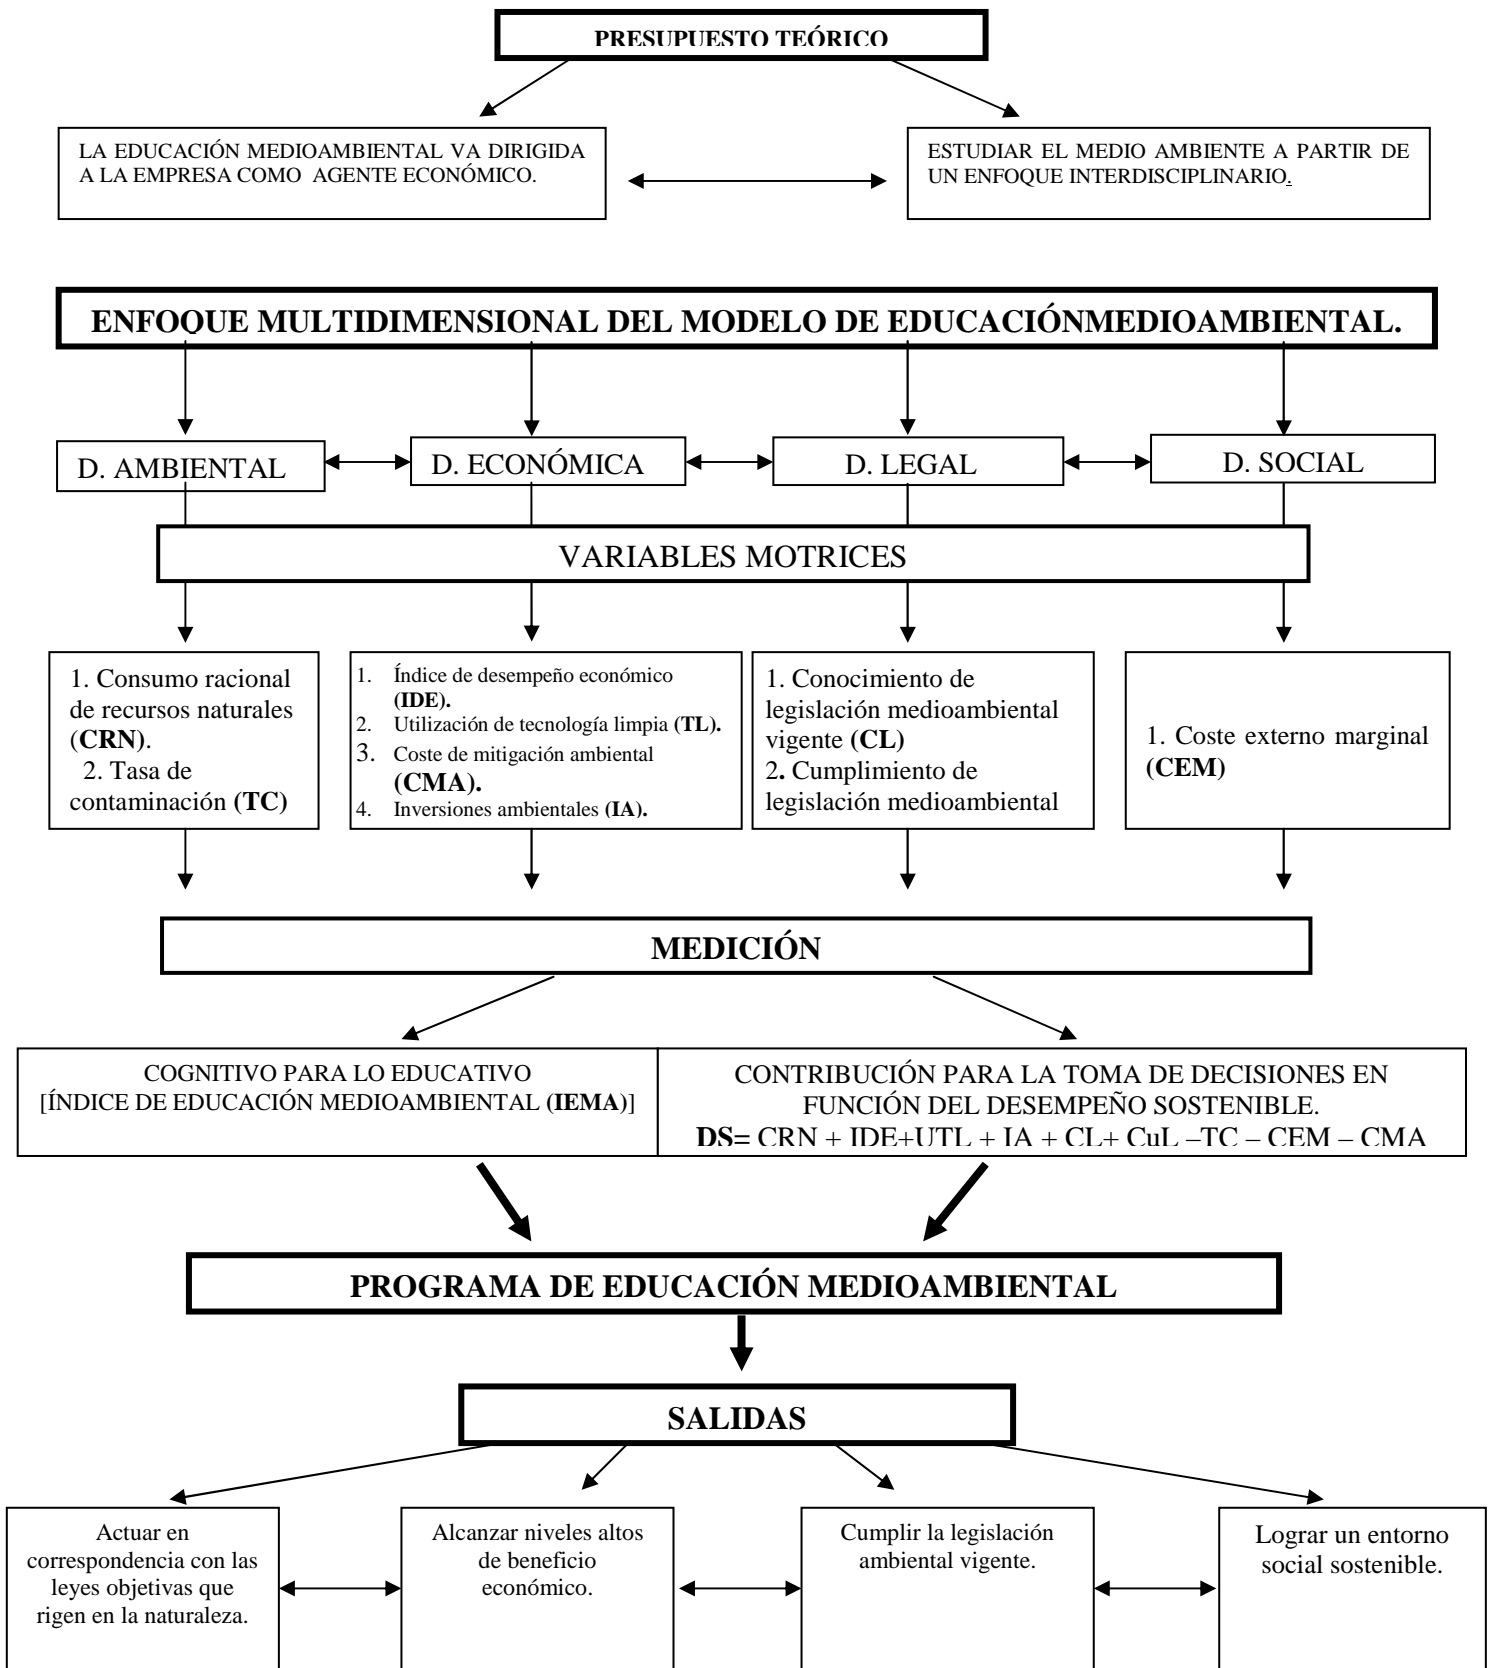 PRESUPUESTO TEÓRICO
LA EDUCACIÓN MEDIOAMBIENTAL VA DIRIGIDA
A LA EMPRESA COMO AGENTE ECONÓMICO.
ESTUDIAR EL MEDIO AMBIENTE A PARTIR DE
UN ENFOQUE INTERDISCIPLINARIO.
ENFOQUE MULTIDIMENSIONAL DEL MODELO DE EDUCACIÓNMEDIOAMBIENTAL.
D. AMBIENTAL
D. ECONÓMICA
D. LEGAL
D. SOCIAL
VARIABLES MOTRICES
1. Consumo racional
de recursos naturales
(CRN).
2. Tasa de
contaminación (TC)
1. Índice de desempeño económico
(IDE).
2. Utilización de tecnología limpia (TL).
3. Coste de mitigación ambiental
(CMA).
4. Inversiones ambientales (IA).
1. Conocimiento de
legislación medioambiental
vigente (CL)
2. Cumplimiento de
legislación medioambiental
1. Coste externo marginal
(CEM)
MEDICIÓN
COGNITIVO PARA LO EDUCATIVO
[ÍNDICE DE EDUCACIÓN MEDIOAMBIENTAL (IEMA)]
CONTRIBUCIÓN PARA LA TOMA DE DECISIONES EN
FUNCIÓN DEL DESEMPEÑO SOSTENIBLE.
DS= CRN + IDE+UTL + IA + CL+ CuL –TC – CEM – CMA
PROGRAMA DE EDUCACIÓN MEDIOAMBIENTAL
SALIDAS
Actuar en
correspondencia con las
leyes objetivas que
rigen en la naturaleza.
Alcanzar niveles altos
de beneficio
económico.
Cumplir la legislación
ambiental vigente.
Lograr un entorno
social sostenible.